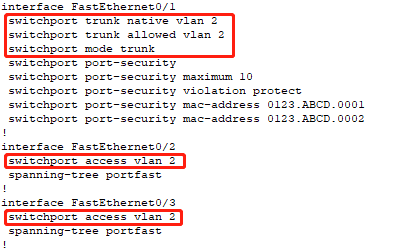 interface FastEthernet0/1
switchport trunk native vlan 2
switchport trunk allowed vlan 2
switchport mode trunk
switchport port-security
switchport port-security maximum 10
switchport port-security violation protect
switchport port-security mac-address 0123.ABCD.0001
switchport port-security mac-address 0123.ABCD.0002
!
interface FastEthernet0/2
switchport access vlan 2
spanning-tree portfast
!
interface FastEthernet0/3
switchport access vlan 2
spanning-tree portfast
!